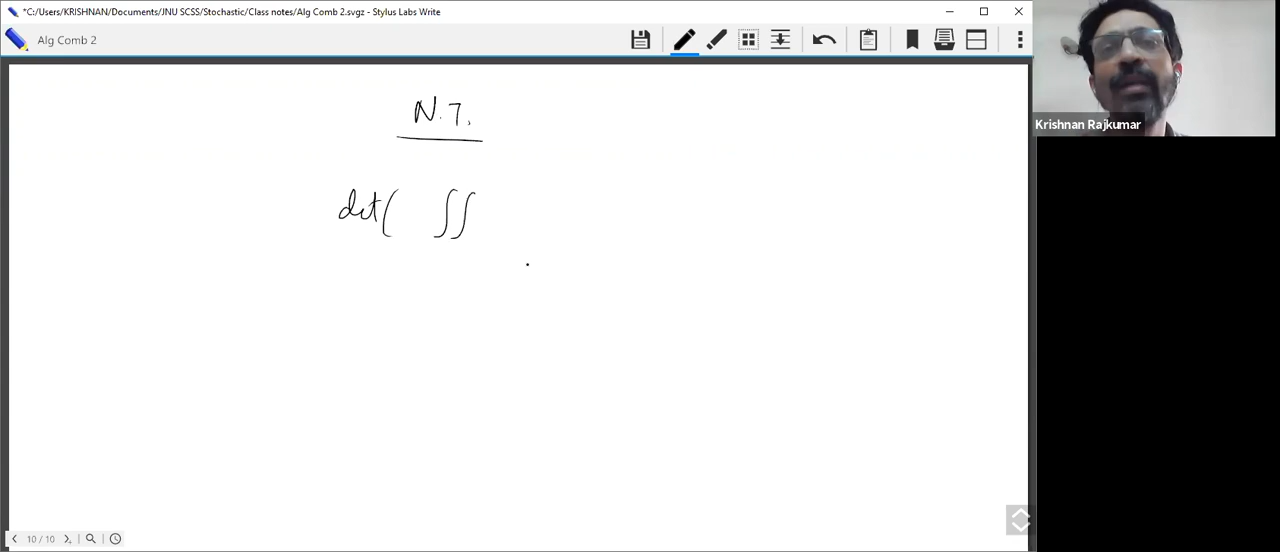 *C:/Users/KRISHNAN/Documents/JNU SCSS/Stochastic/Class notes/Alg Comb 2.svgz - Stylus Labs Write
Alg Comb 2
N.T.
det( ∫∫
Krishnan Rajkumar
10 / 10